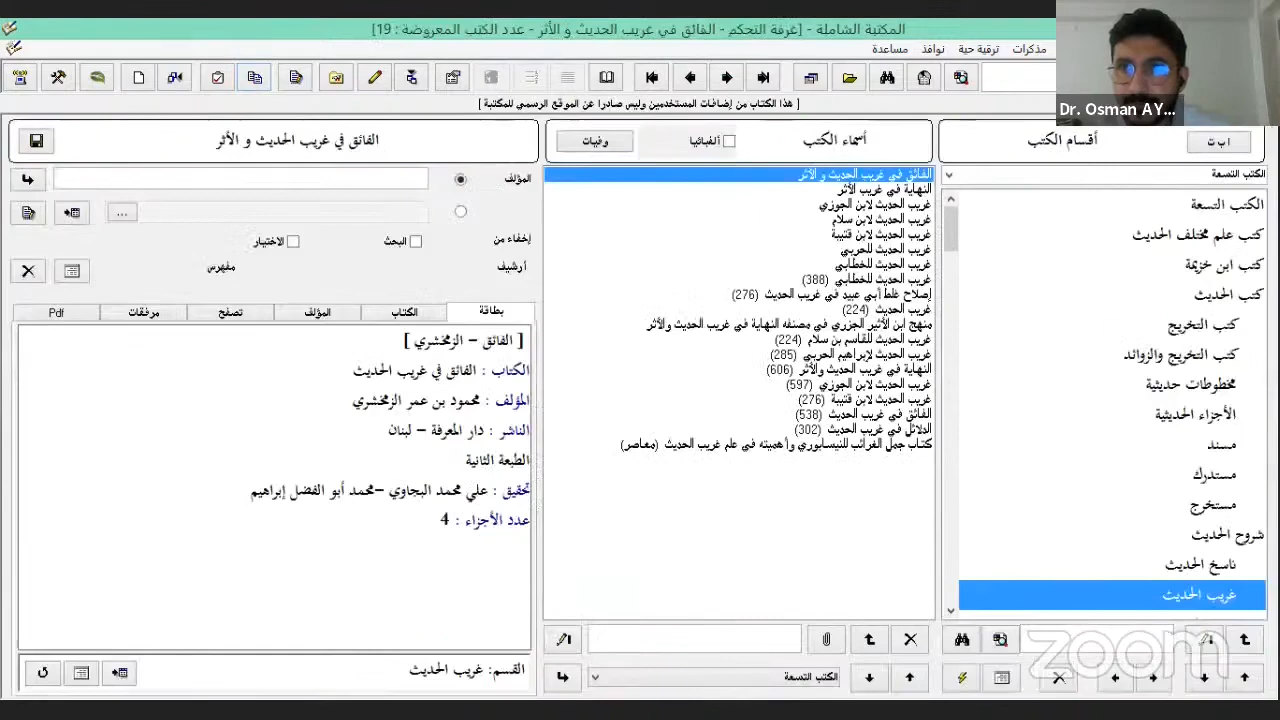 المكتبة الشاملة - [غرفة التحكم - الفائق في غريب الحديث و الأثر - عدد الكتب المعروضة : 19]
مذكرات ترقية حية نوافذ مساعدة
Dr. Osman AY...
[ هذا الكتاب من إضافات المستخدمين وليس صادرا عن الموقع الرسمي للمكتبة ]
أقسام الكتب
ا ب ت
الكتب التسعة
الكتب التسعة
كتب علم مختلف الحديث
كتب ابن خزيمة
كتب الحديث
كتب التخريج
كتب التخريج والزوائد
مخطوطات حديثية
الأجزاء الحديثية
مسند
مستدرك
مستخرج
شروح الحديث
ناسخ الحديث
غريب الحديث
أسماء الكتب
ألفبائيا
وفيات
الفائق في غريب الحديث و الأثر
النهاية في غريب الأثر
غريب الحديث لابن الجوزي
غريب الحديث لابن سلام
غريب الحديث لابن قتيبة
غريب الحديث للحربي
غريب الحديث للخطابي
غريب الحديث للخطابي (388)
إصلاح غلط أبي عبيد في غريب الحديث (276)
غريب الحديث (224)
منهج ابن الأثير الجزري في مصنفه النهاية في غريب الحديث والأثر
غريب الحديث للقاسم بن سلام (224)
غريب الحديث لإبراهيم الحربي (285)
النهاية في غريب الحديث والأثر (606)
غريب الحديث لابن الجوزي (597)
غريب الحديث لابن قتيبة (276)
الفائق في غريب الحديث (538)
الدلائل في غريب الحديث (302)
كتاب جمل الغرائب للنيسابوري وأهميته في علم غريب الحديث (معاصر)
الكتب التسعة
الفائق في غريب الحديث و الأثر
المؤلف
...
إخفاء من
البحث
الاختيار
أرشيف
مفهرس
بطاقة
الكتاب
المؤلف
تصفح
مرفقات
Pdf
[ الفائق – الزمخشري ]
الكتاب : الفائق في غريب الحديث
المؤلف : محمود بن عمر الزمخشري
الناشر : دار المعرفة – لبنان
الطبعة الثانية
تحقيق : علي محمد البجاوي –محمد أبو الفضل إبراهيم
عدد الأجزاء : 4
القسم: غريب الحديث
zoom